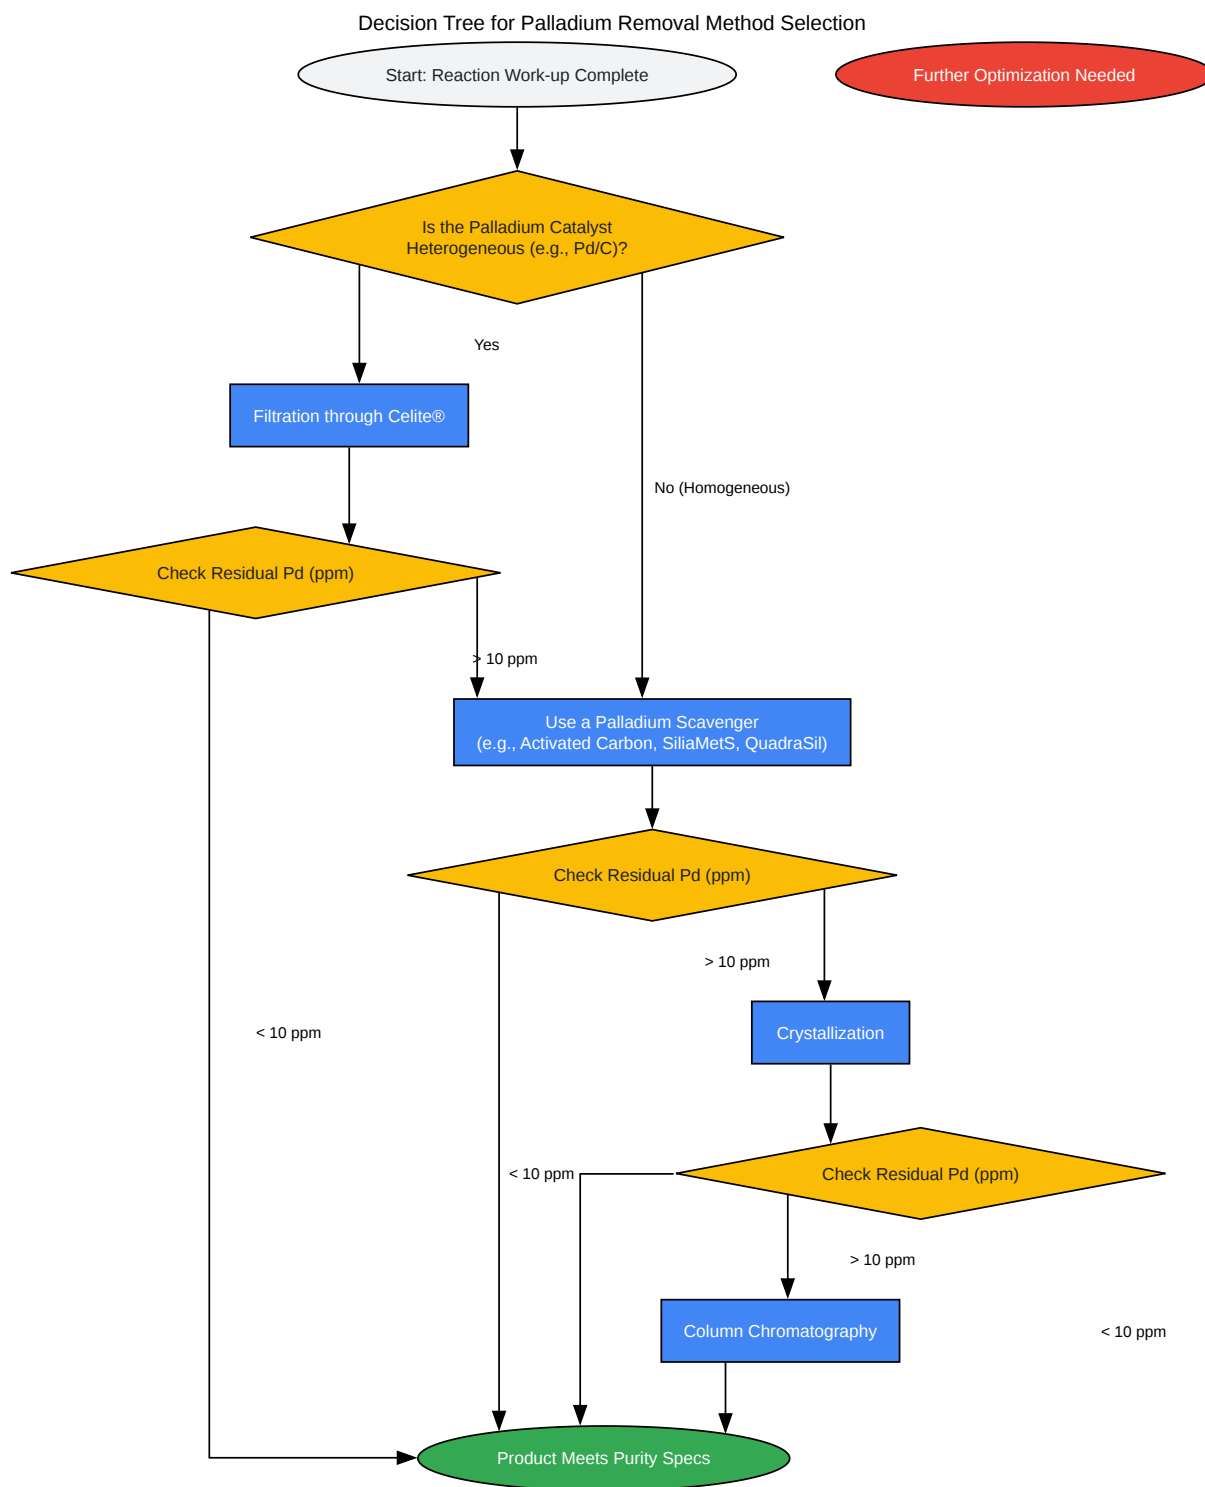 Decision Tree for Palladium Removal Method Selection
Start: Reaction Work-up Complete
Further Optimization Needed
Is the Palladium Catalyst
Heterogeneous (e.g., Pd/C)?
Yes
Filtration through Celite®
No (Homogeneous)
Check Residual Pd (ppm)
> 10 ppm
Use a Palladium Scavenger
(e.g., Activated Carbon, SiliaMetS, QuadraSil)
Check Residual Pd (ppm)
> 10 ppm
Crystallization
< 10 ppm
Check Residual Pd (ppm)
< 10 ppm
> 10 ppm
Column Chromatography
< 10 ppm
Product Meets Purity Specs